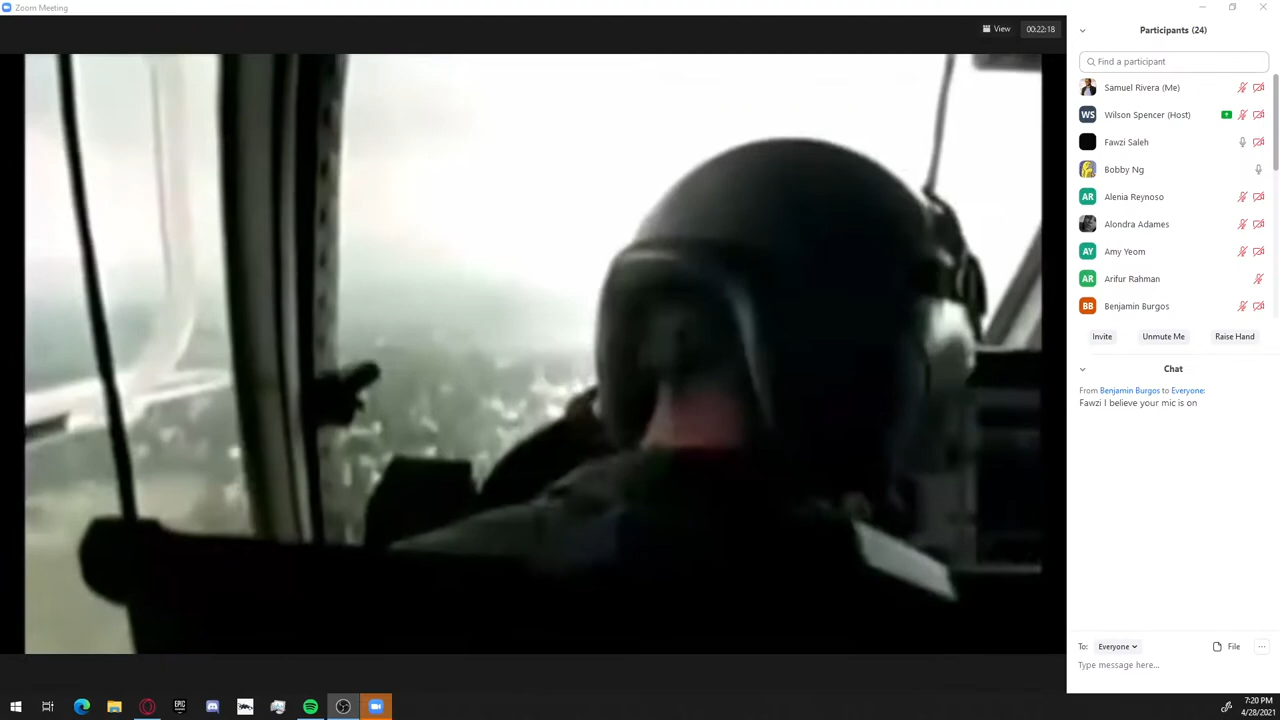 Zoom Meeting
View
00:22:18
Participants (24)
Find a participant
Samuel Rivera (Me)
WS Wilson Spencer (Host)
Fawzi Saleh
Bobby Ng
AR Alenia Reynoso
Alondra Adames
AY Amy Yeom
AR Arifur Rahman
BB Benjamin Burgos
Invite Unmute Me Raise Hand
Chat
From Benjamin Burgos to Everyone:
Fawzi I believe your mic is on
To: Everyone File
Type message here...
EPIC
7:20 PM
4/28/2021